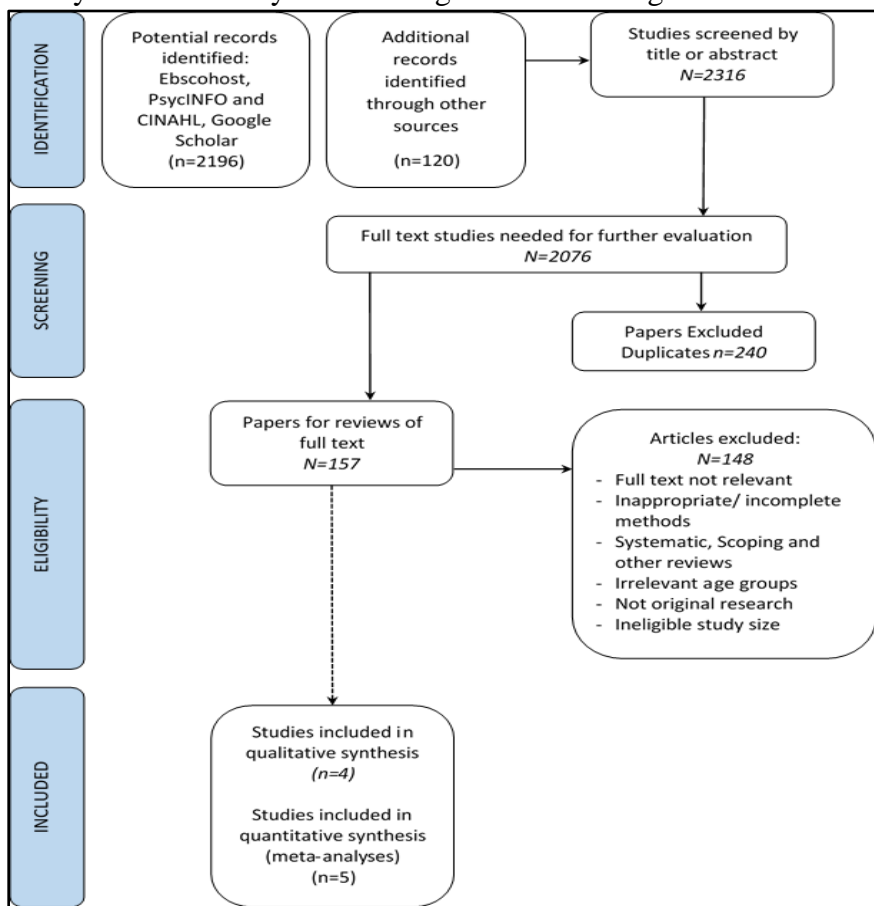 IDENTIFICATION
Potential records
identified:
Ebscohost,
PsycINFO and
CINAHL, Google
Scholar
(n=2196)
Additional
records
identified
through other
sources
(n=120)
Studies screened by
title or abstract
N=2316
SCREENING
Full text studies needed for further evaluation
N=2076
Papers Excluded
Duplicates n=240
ELIGIBILITY
Papers for reviews of
full text
N=157
Articles excluded:
N=148
- Full text not relevant
- Inappropriate/ incomplete
methods
- Systematic, Scoping and
other reviews
- Irrelevant age groups
- Not original research
- Ineligible study size
INCLUDED
Studies included in
qualitative synthesis
(n=4)
Studies included in
quantitative synthesis
(meta-analyses)
(n=5)